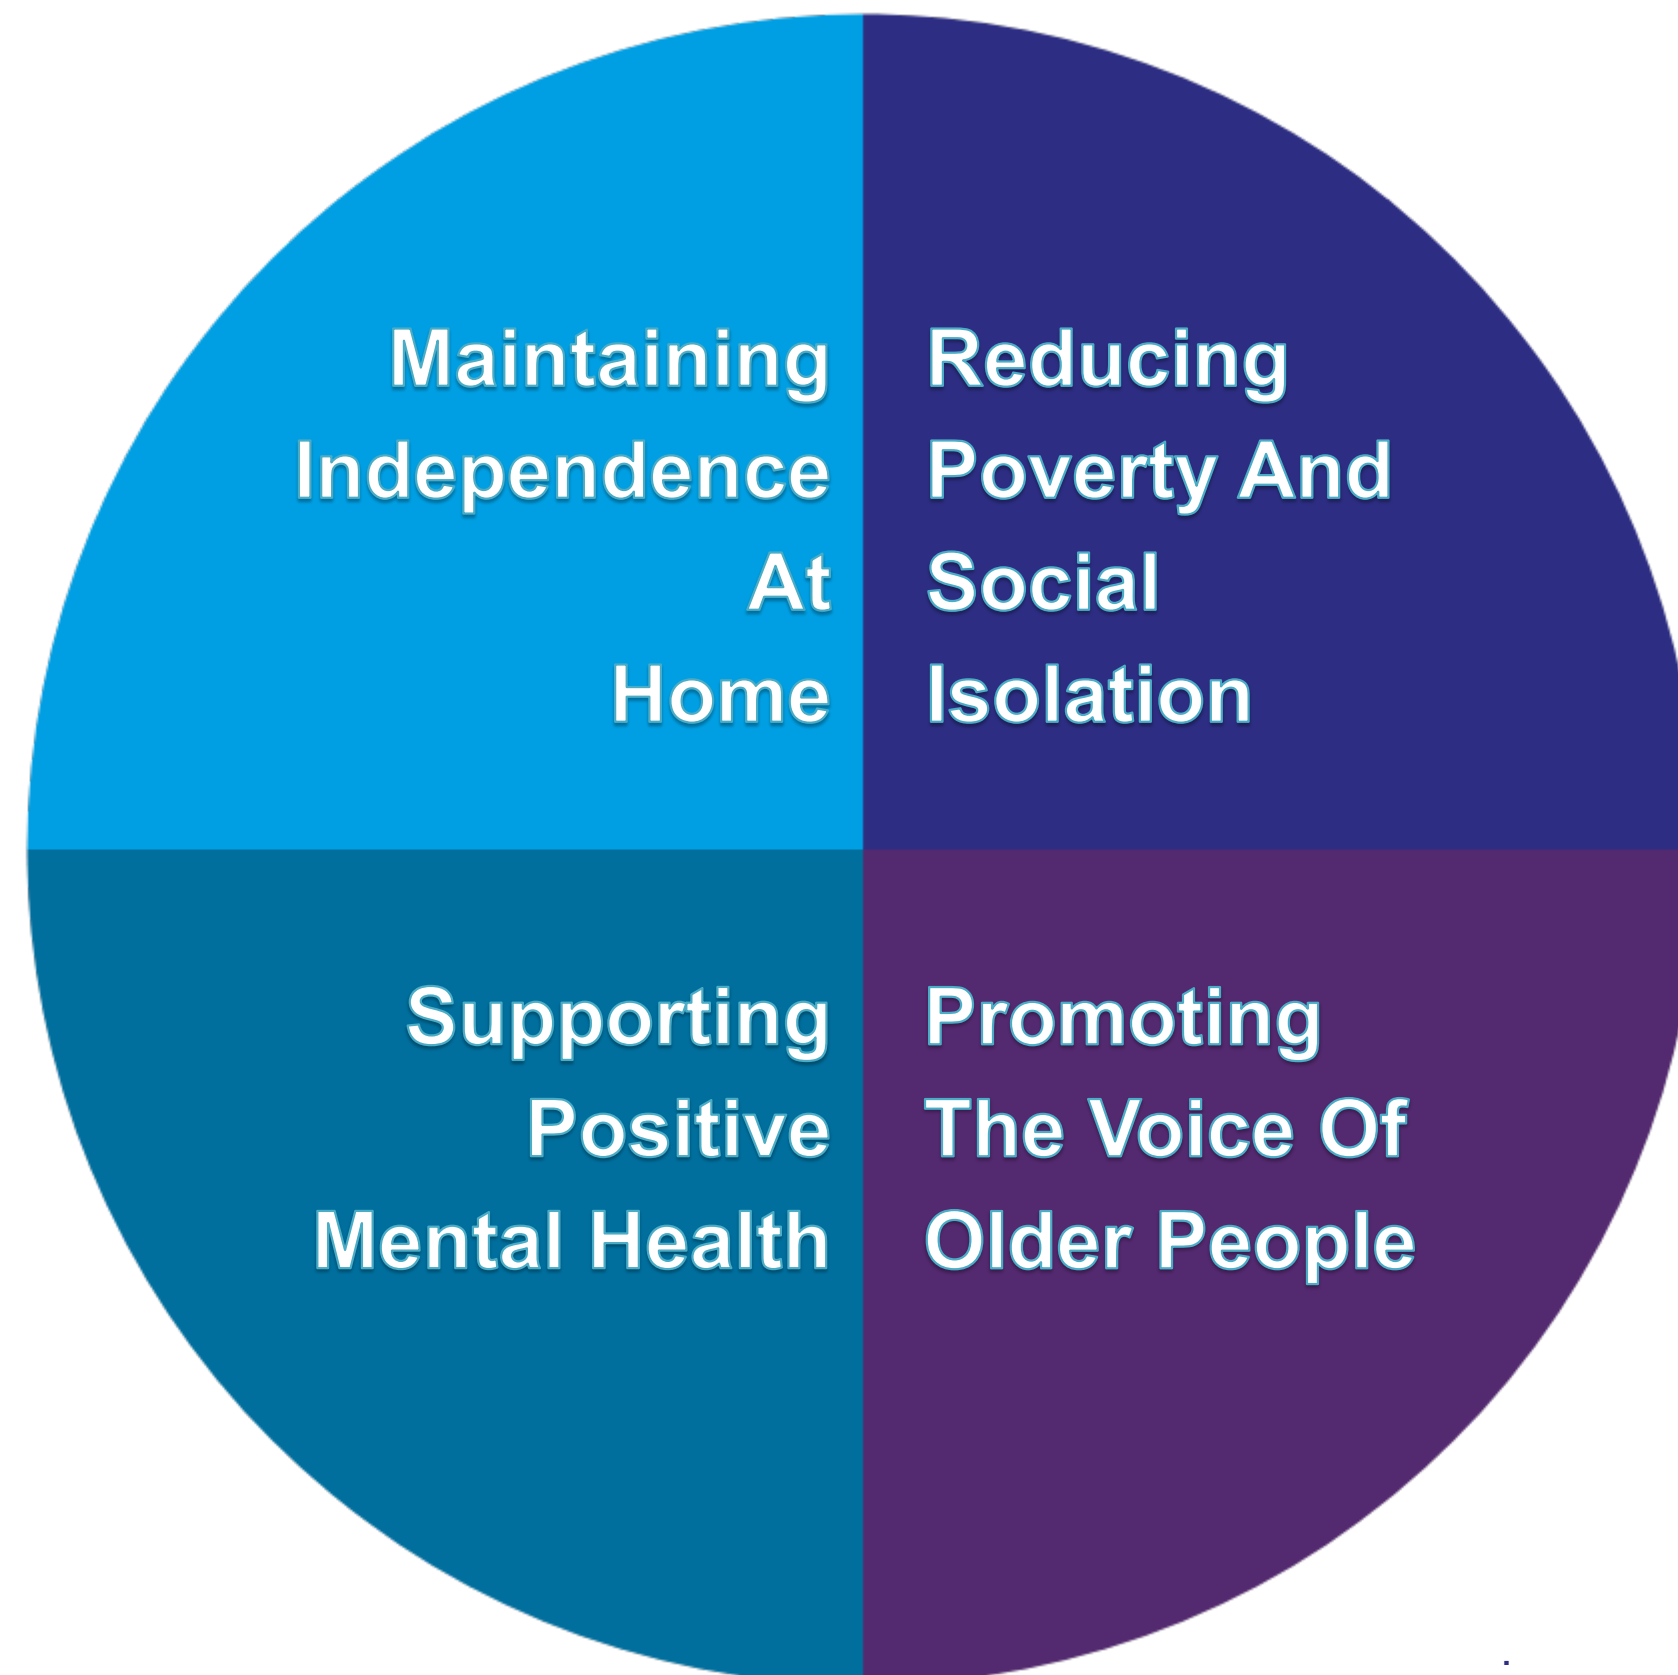 Maintaining
Independence
At
Home
Reducing
Poverty And
Social
Isolation
Supporting
Positive
Mental Health
Promoting
The Voice Of
Older People